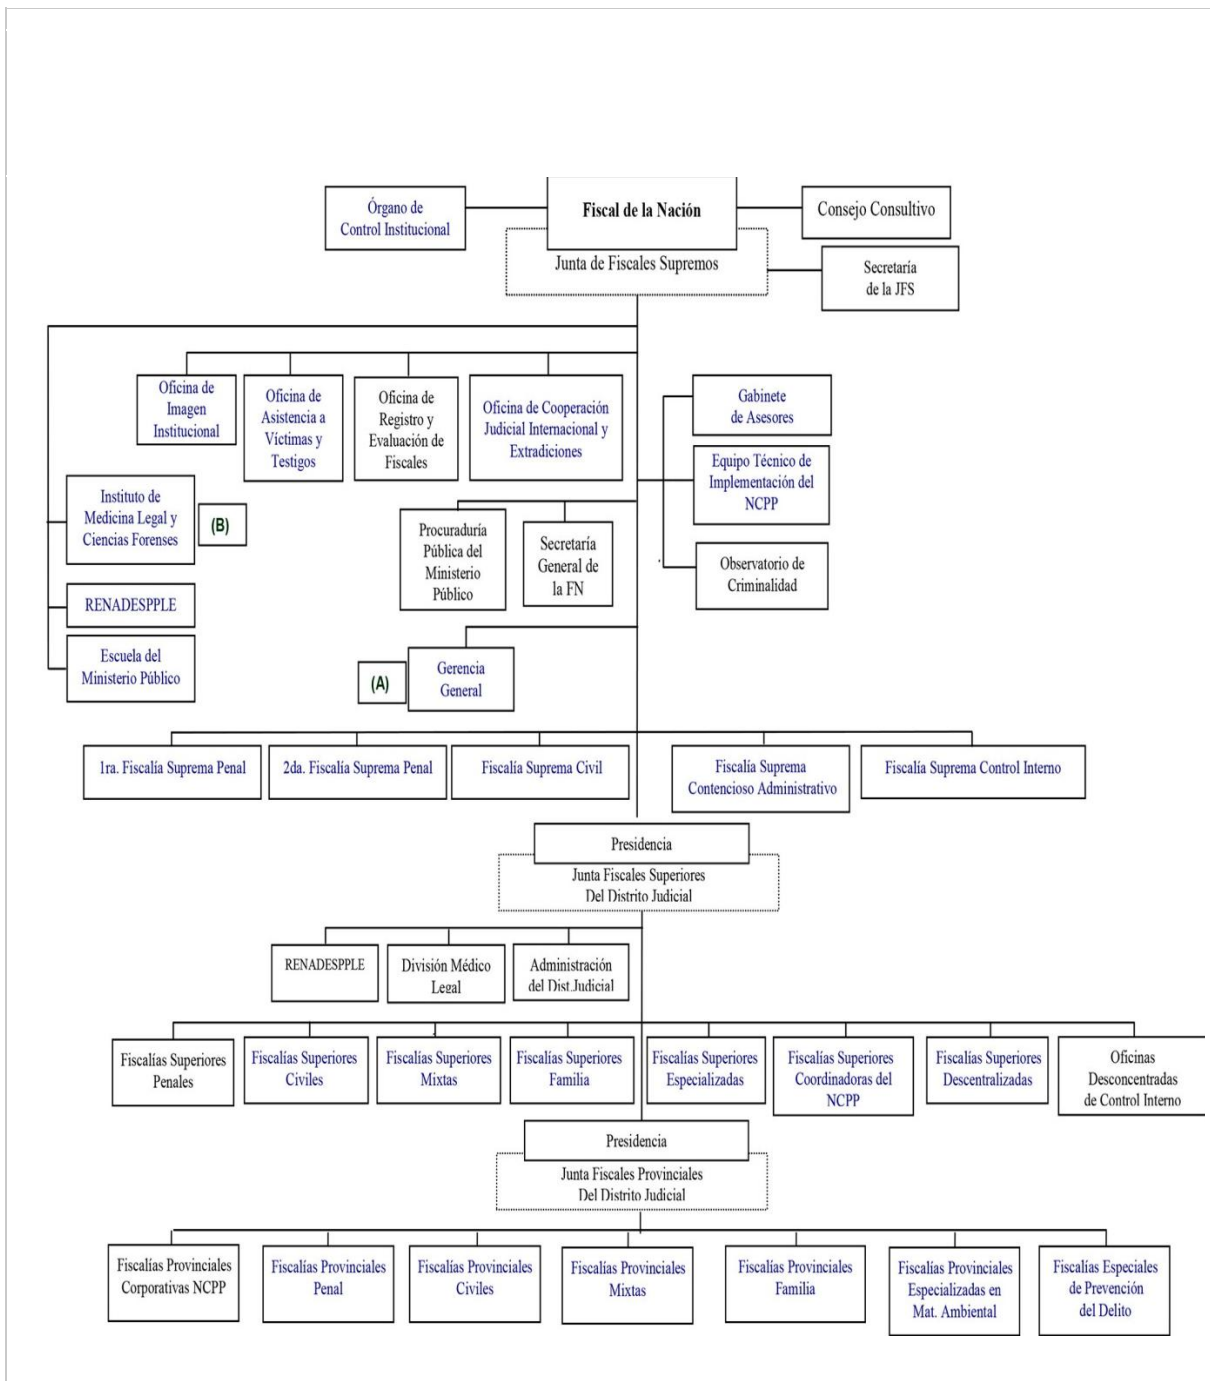 Órgano de
Control Institucional
Fiscal de la Nación
Consejo Consultivo
Junta de Fiscales Supremos
Secretaría
de la JFS
Oficina de
Imagen
Institucional
Oficina de
Asistencia a
Víctimas y
Testigos
Oficina de
Registro y
Evaluación de
Fiscales
Oficina de Cooperación
Judicial Internacional y
Extradiciones
Gabinete
de Asesores
Equipo Técnico de
Implementación del
NCPP
Observatorio de
Criminalidad
Instituto de
Medicina Legal y
Ciencias Forenses
(B)
Procuraduría
Pública del
Ministerio
Público
Secretaría
General de
la FN
RENADESPPLE
Escuela del
Ministerio Público
(A)
Gerencia
General
1ra. Fiscalía Suprema Penal
2da. Fiscalía Suprema Penal
Fiscalía Suprema Civil
Fiscalía Suprema
Contencioso Administrativo
Fiscalía Suprema Control Interno
Presidencia
Junta Fiscales Superiores
Del Distrito Judicial
RENADESPPLE
División Médico
Legal
Administración
del Dist.Judicial
Fiscalías Superiores
Penales
Fiscalías Superiores
Civiles
Fiscalías Superiores
Mixtas
Fiscalías Superiores
Familia
Fiscalías Superiores
Especializadas
Fiscalías Superiores
Coordinadoras del
NCPP
Fiscalías Superiores
Descentralizadas
Oficinas
Desconcentradas
de Control Interno
Presidencia
Junta Fiscales Provinciales
Del Distrito Judicial
Fiscalías Provinciales
Corporativas NCPP
Fiscalías Provinciales
Penal
Fiscalías Provinciales
Civiles
Fiscalías Provinciales
Mixtas
Fiscalías Provinciales
Familia
Fiscalías Provinciales
Especializadas en
Mat. Ambiental
Fiscalías Especiales
de Prevención
del Delito